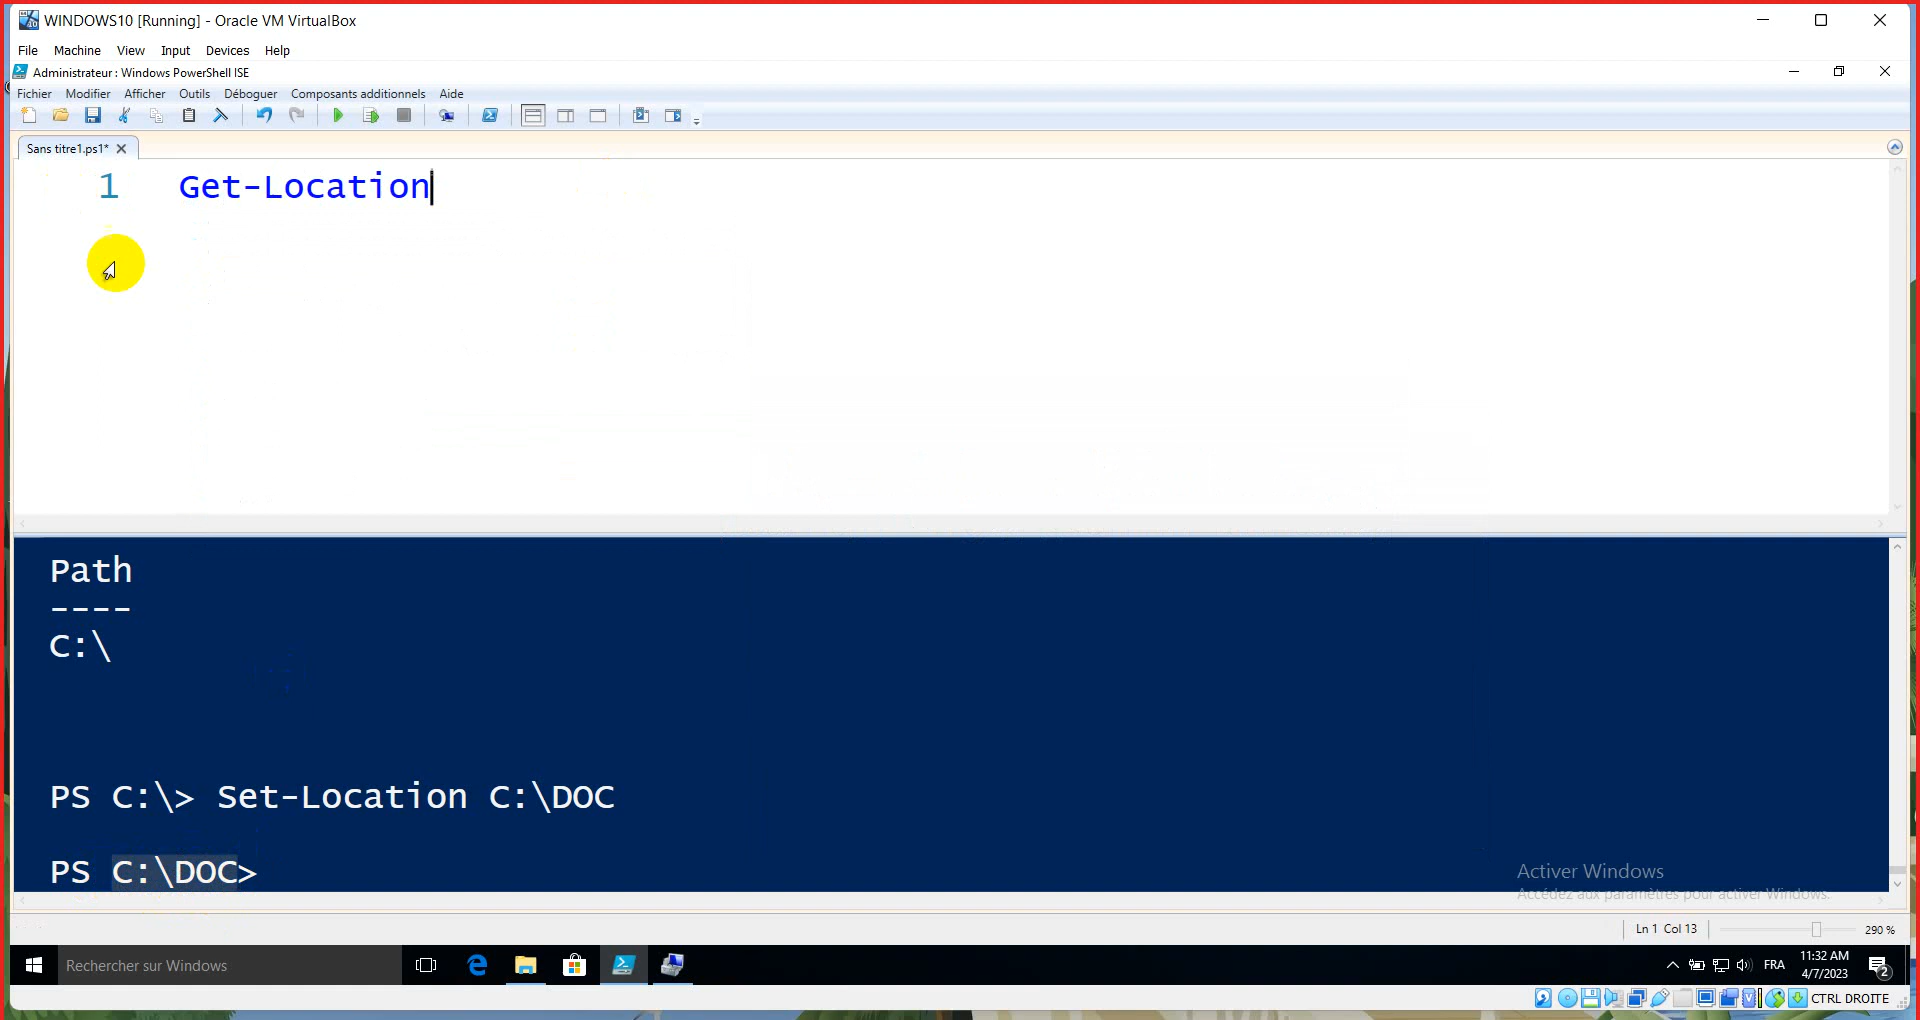 WINDOWS10 [Running] - Oracle VM VirtualBox
File Machine View Input Devices Help
Administrateur : Windows PowerShell ISE
Fichier Modifier Afficher Outils Déboguer Composants additionnels Aide
Sans titre1.ps1*
1 Get-Location
Path
----
C:\
PS C:\> Set-Location C:\DOC
PS C:\DOC>
Activer Windows
Accédez aux paramètres pour activer Windows.
Ln 1 Col 13 290 %
Rechercher sur Windows
FRA
11:32 AM
4/7/2023
2
CTRL DROITE